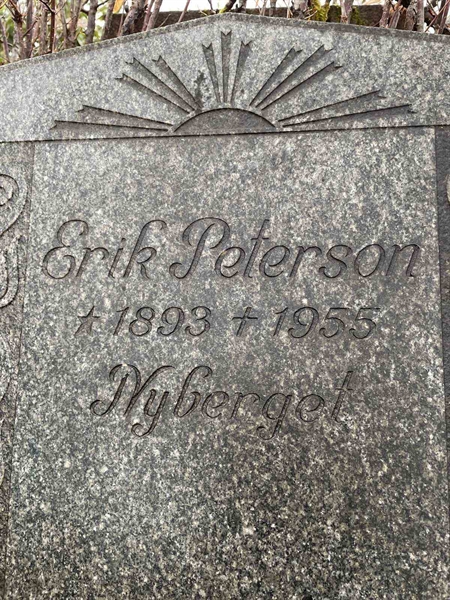 Erik Peterson
* 1893 † 1955
Nyberget